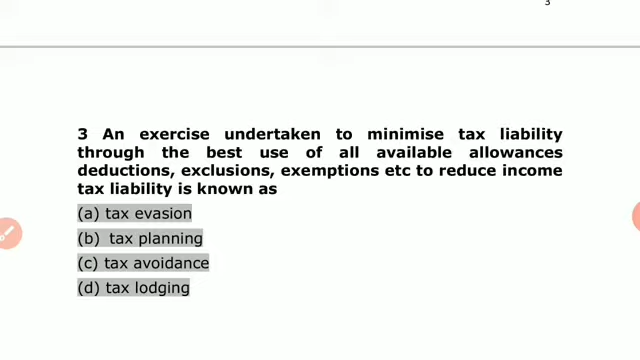 3
3 An exercise undertaken to minimise tax liability
through the best use of all available allowances
deductions, exclusions, exemptions etc to reduce income
tax liability is known as
(a) tax evasion
(b) tax planning
(c) tax avoidance
(d) tax lodging